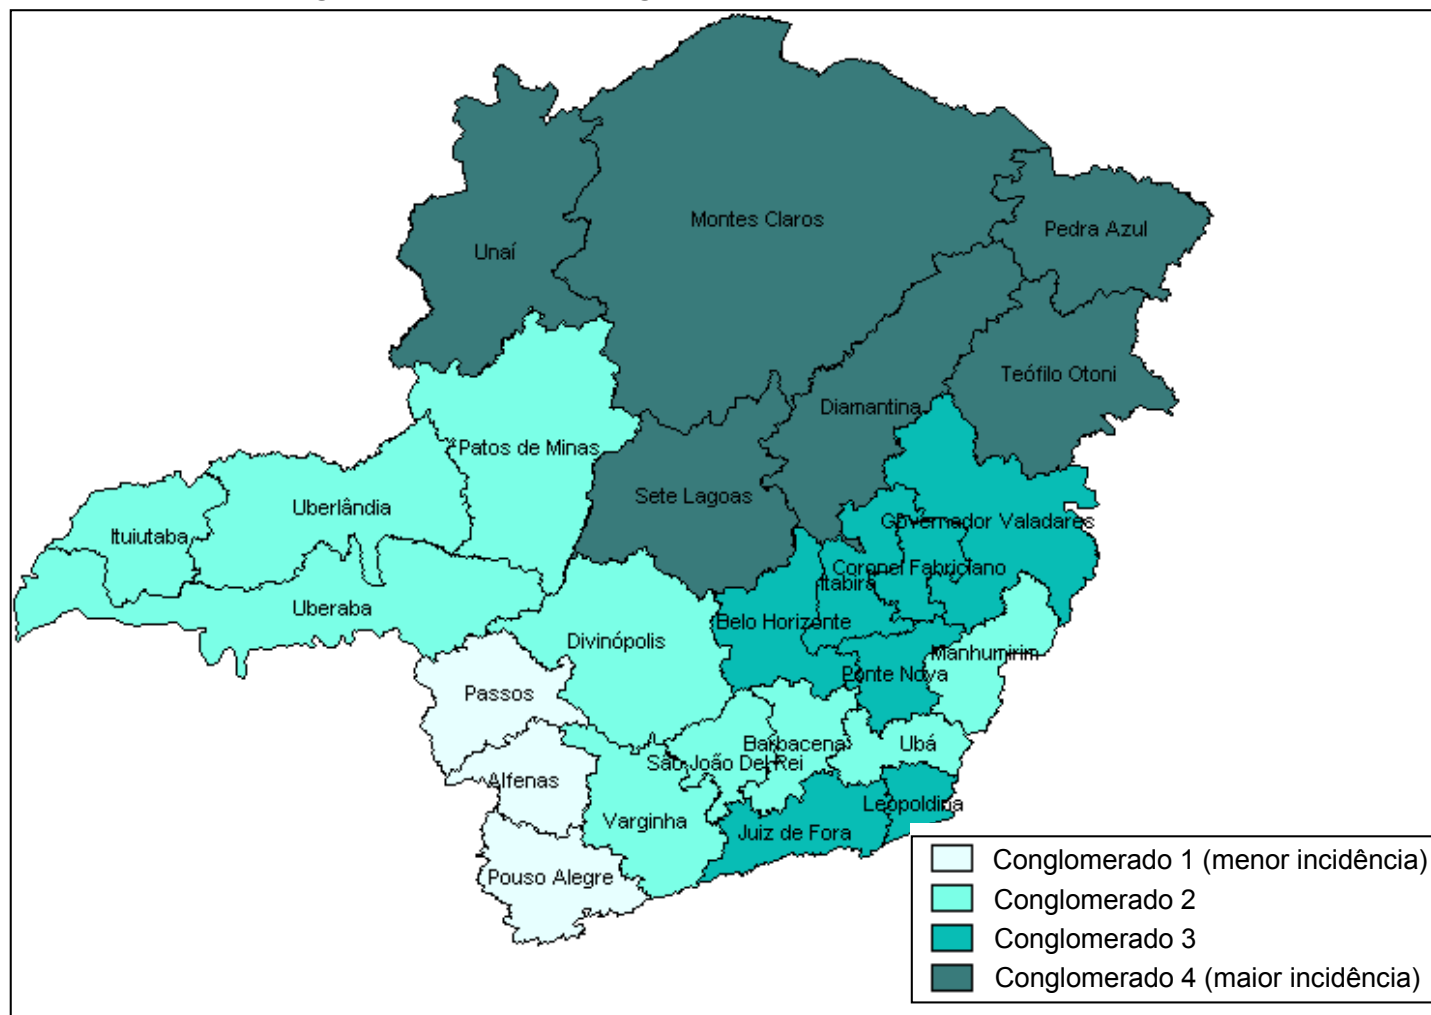 Montes Claros
Pedra Azul
Unaí
Teófilo Otoni
Diamantina
Patos de Minas
Sete Lagoas
Uberlândia
Governador Valadares
Ituiutaba
Coronel Fabriciano
Itabira
Uberaba
Belo Horizonte
Divinópolis
Manhumirim
Ponte Nova
Passos
Barbacena
Ubá
São João Del Rei
Alfenas
Leopoldina
Varginha
Juiz de Fora
Pouso Alegre
Conglomerado 1 (menor incidência)
Conglomerado 2
Conglomerado 3
Conglomerado 4 (maior incidência)